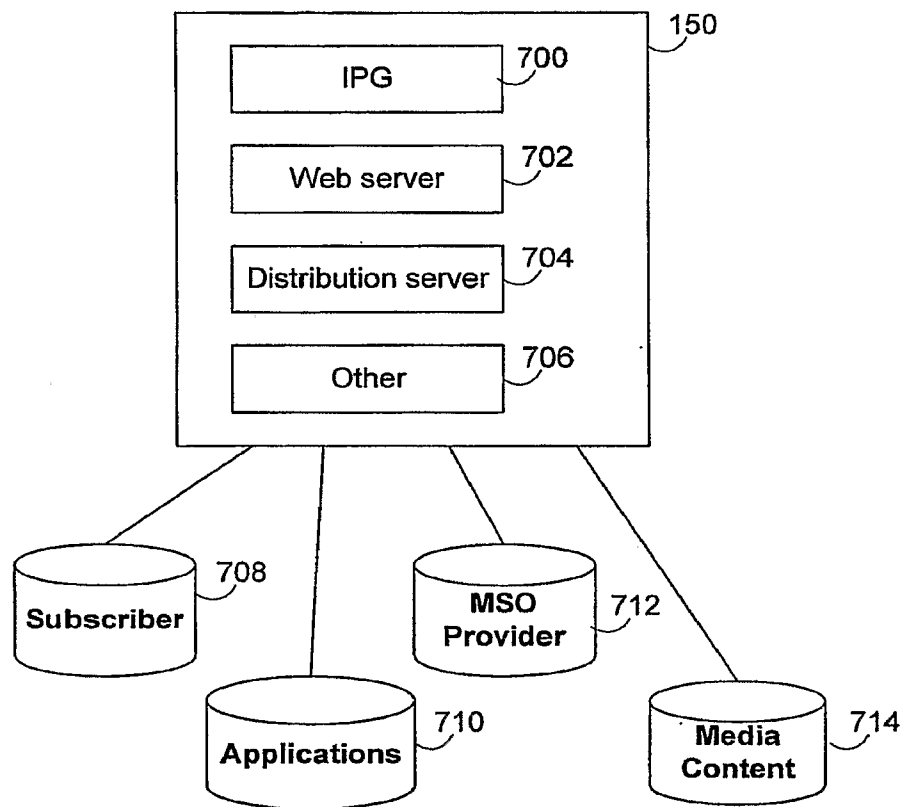 150
IPG
700
Web server
702
Distribution server
704
Other
706
Subscriber
708
MSO
Provider
712
Applications
710
Media
Content
714